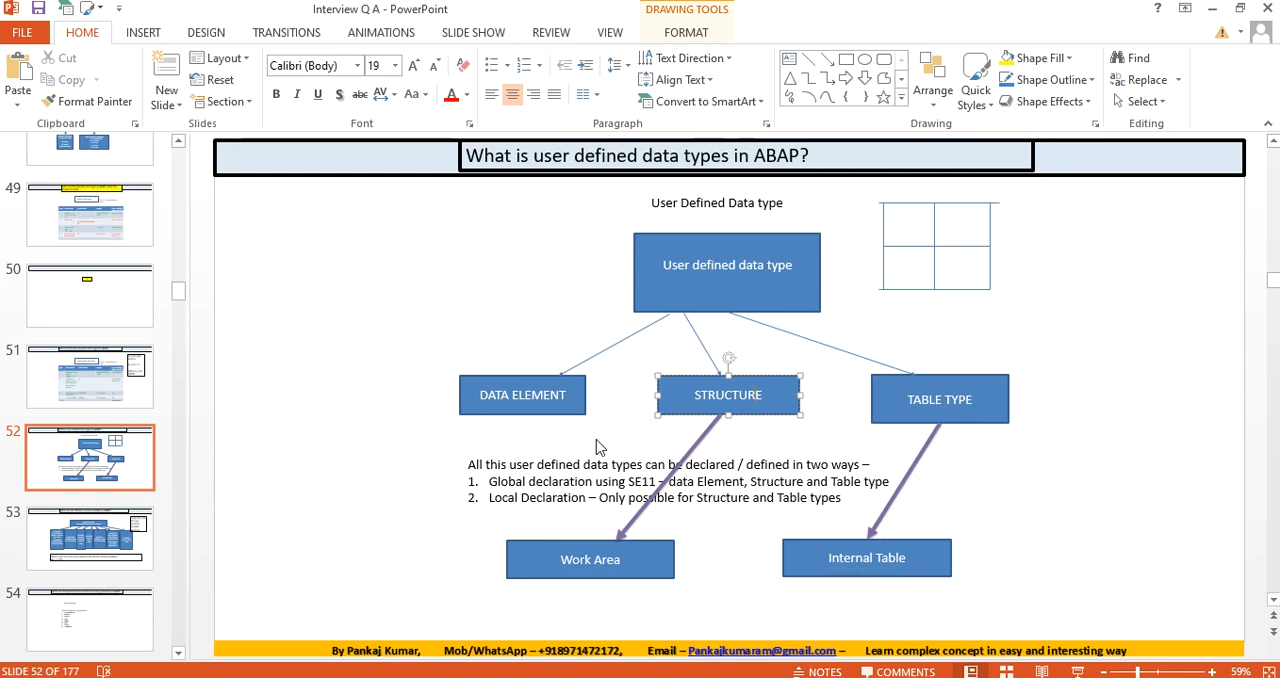 Interview Q A - PowerPoint
DRAWING TOOLS
FILE HOME INSERT DESIGN TRANSITIONS ANIMATIONS SLIDE SHOW REVIEW VIEW FORMAT
Paste
Cut
Copy
Format Painter
Clipboard
New Slide
Layout
Reset
Section
Slides
Calibri (Body) 19
Font
Text Direction
Align Text
Convert to SmartArt
Paragraph
Arrange
Quick Styles
Shape Fill
Shape Outline
Shape Effects
Drawing
Find
Replace
Select
Editing
49
50
51
52
53
54
What is user defined data types in ABAP?
User Defined Data type
User defined data type
DATA ELEMENT
STRUCTURE
TABLE TYPE
All this user defined data types can be declared / defined in two ways –
1. Global declaration using SE11 – data Element, Structure and Table type
2. Local Declaration – Only possible for Structure and Table types
Work Area
Internal Table
By Pankaj Kumar, Mob/WhatsApp – +918971472172, Email – Pankajkumaram@gmail.com – Learn complex concept in easy and interesting way
SLIDE 52 OF 177
NOTES
COMMENTS
59%